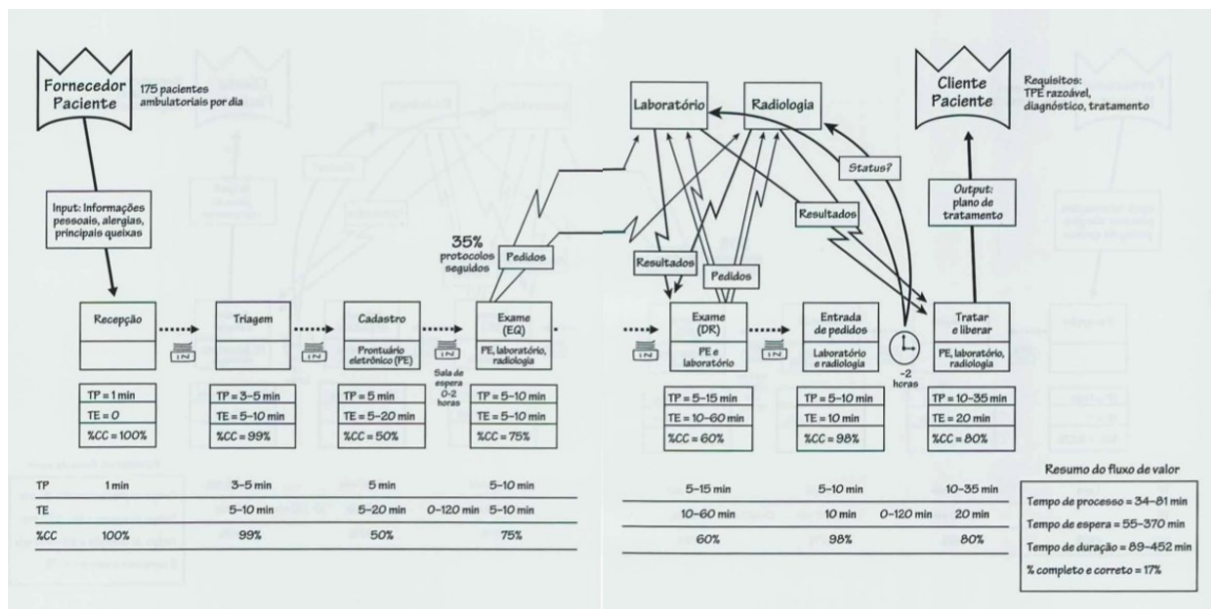 Fornecedor
Paciente
175 pacientes
ambulatoriais por dia
Input: Informações
pessoais, alergias,
principais queixas
35%
protocolos
seguidos
Pedidos
Laboratório
Radiologia
Status?
Resultados
Resultados
Pedidos
Cliente
Paciente
Requisitos:
TPE razoável,
diagnóstico, tratamento
Output:
plano de
tratamento
Recepção
TP = 1 min
TE = 0
%CC = 100%
IN
Triagem
TP = 3-5 min
TE = 5-10 min
%CC = 99%
IN
Cadastro
Prontuário
eletrônico (PE)
TP = 5 min
TE = 5-20 min
%CC = 50%
IN
Sala de
espera
0-2
horas
Exame
(EQ)
PE, laboratório,
radiologia
TP = 5-10 min
TE = 5-10 min
%CC = 75%
IN
Exame
(DR)
PE e
laboratório
TP = 5-15 min
TE = 10-60 min
%CC = 60%
IN
Entrada
de pedidos
Laboratório
e radiologia
TP = 5-10 min
TE = 10 min
%CC = 98%
~2
horas
Tratar
e liberar
PE, laboratório,
radiologia
TP = 10-35 min
TE = 20 min
%CC = 80%
TP 1 min 3-5 min 5 min 5-10 min 5-15 min 5-10 min 10-35 min
TE 5-10 min 5-20 min 0-120 min 5-10 min 10-60 min 10 min 0-120 min 20 min
%CC 100% 99% 50% 75% 60% 98% 80%
Resumo do fluxo de valor
Tempo de processo = 34-81 min
Tempo de espera = 55-370 min
Tempo de duração = 89-452 min
% completo e correto = 17%